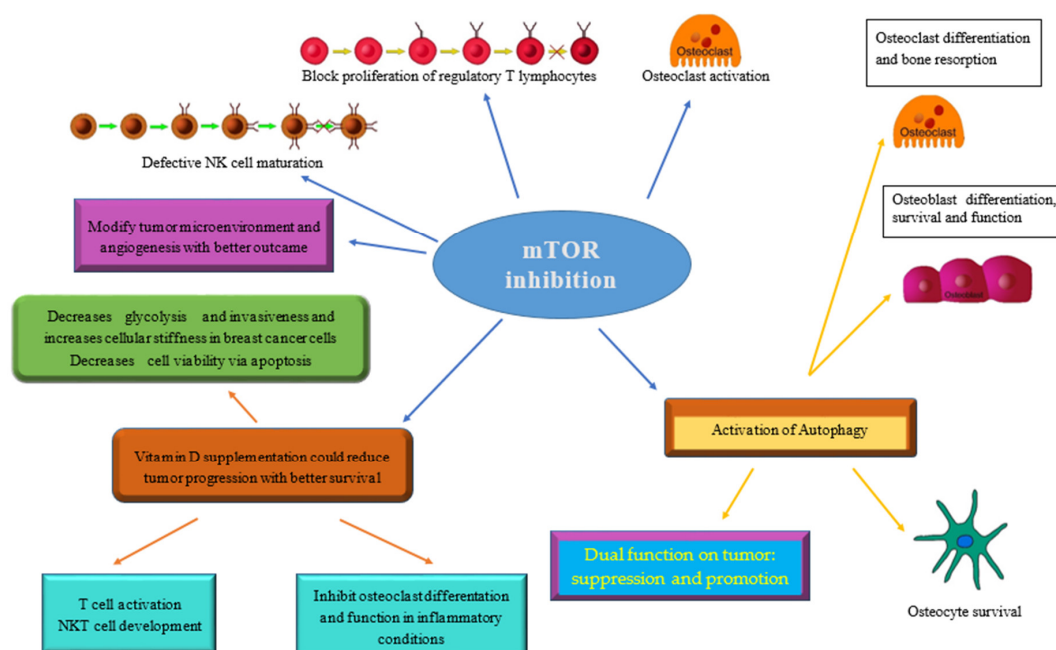 Osteoclast
Block proliferation of regulatory T lymphocytes
Osteoclast activation
Osteoclast differentiation
and bone resorption
Osteoclast
Defective NK cell maturation
Osteoblast differentiation,
survival and function
Osteoblast
Modify tumor microenvironment and
angiogenesis with better outcome
mTOR
inhibition
Decreases glycolysis and invasiveness and
increases cellular stiffness in breast cancer cells
Decreases cell viability via apoptosis
Activation of Autophagy
Vitamin D supplementation could reduce
tumor progression with better survival
Dual function on tumor:
suppression and promotion
T cell activation
NKT cell development
Inhibit osteoclast differentation
and function in inflammatory
conditions
Osteocyte survival